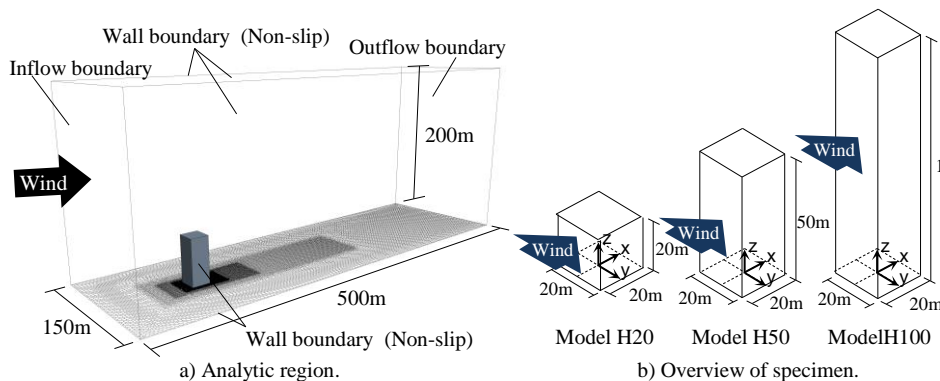 Wall boundary (Non-slip)
Inflow boundary
Outflow boundary
200m
Wind
500m
150m
Wall boundary (Non-slip)
a) Analytic region.
Wind
z
x
y
20m
20m
20m
Model H20
Wind
z
x
y
50m
20m
20m
Model H50
Wind
z
x
y
20m
20m
ModelH100
b) Overview of specimen.